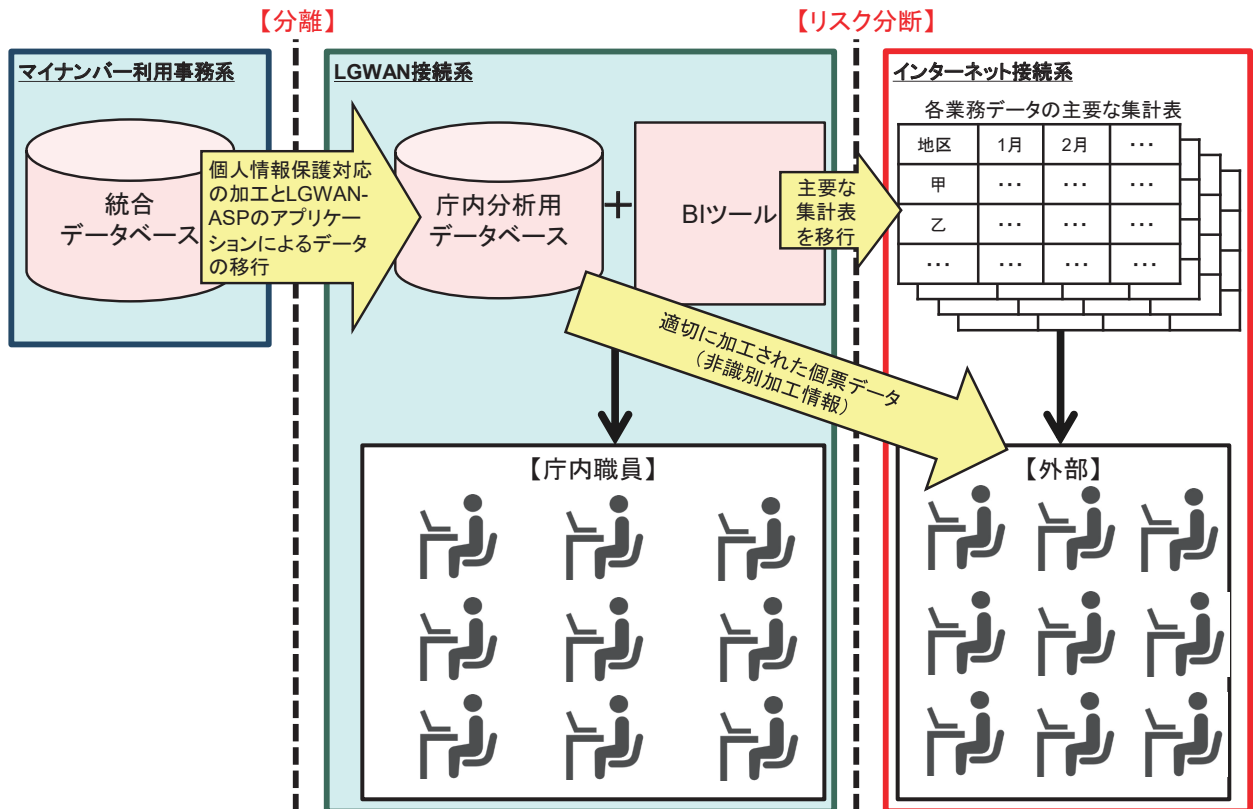 【分離】
【リスク分断】
マイナンバー利用事務系
LGWAN接続系
インターネット接続系
統合
データベース
個人情報保護対応
の加工とLGWAN-
ASPのアプリケー
ションによるデータ
の移行
庁内分析用
データベース
+
BIツール
主要な
集計表
を移行
各業務データの主要な集計表
地区 1月 2月 ･･･
甲 ･･･ ･･･ ･･･
乙 ･･･ ･･･ ･･･
･･･ ･･･ ･･･ ･･･
適切に加工された個票データ
（非識別加工情報）
【庁内職員】
【外部】